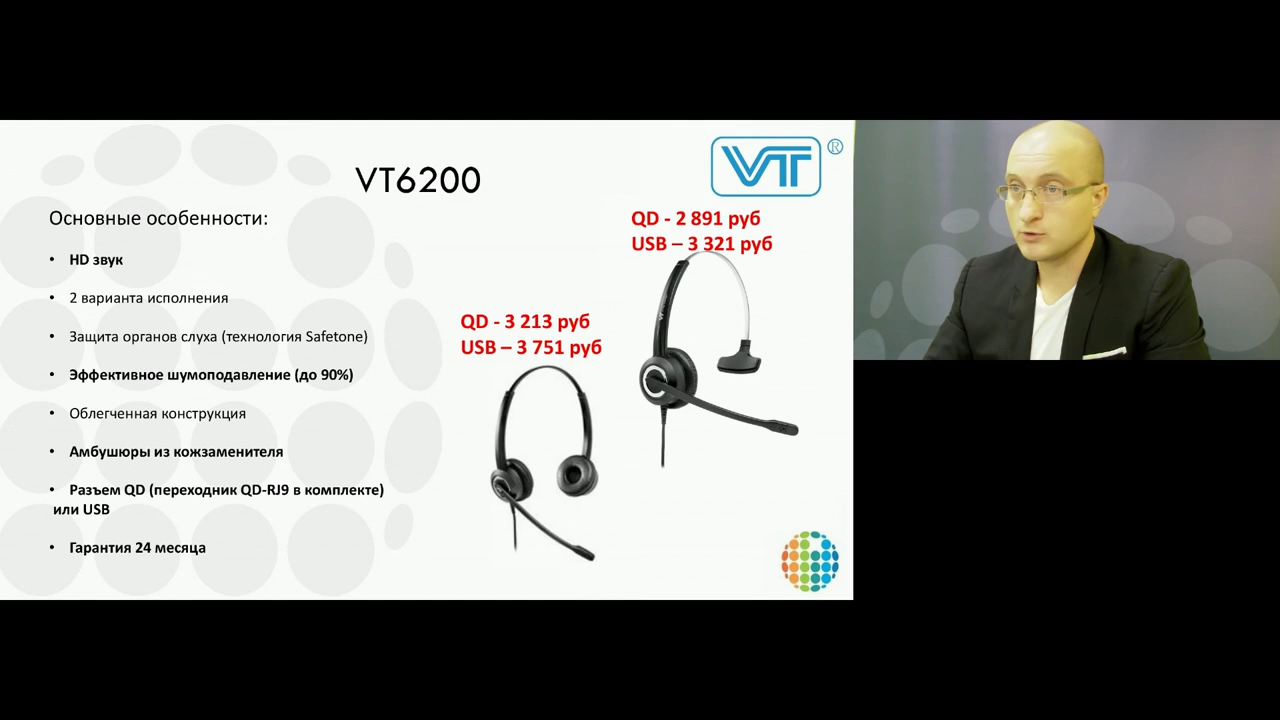 VT6200
VT®
Основные особенности:
• HD звук
• 2 варианта исполнения
• Защита органов слуха (технология Safetone)
• Эффективное шумоподавление (до 90%)
• Облегченная конструкция
• Амбушюры из кожзаменителя
• Разъем QD (переходник QD-RJ9 в комплекте)
или USB
• Гарантия 24 месяца
QD - 2 891 руб
USB – 3 321 руб
QD - 3 213 руб
USB – 3 751 руб